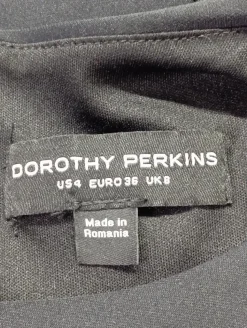 DOROTHY PERKINS
US4 EURO36 UK8
Made in
Romania